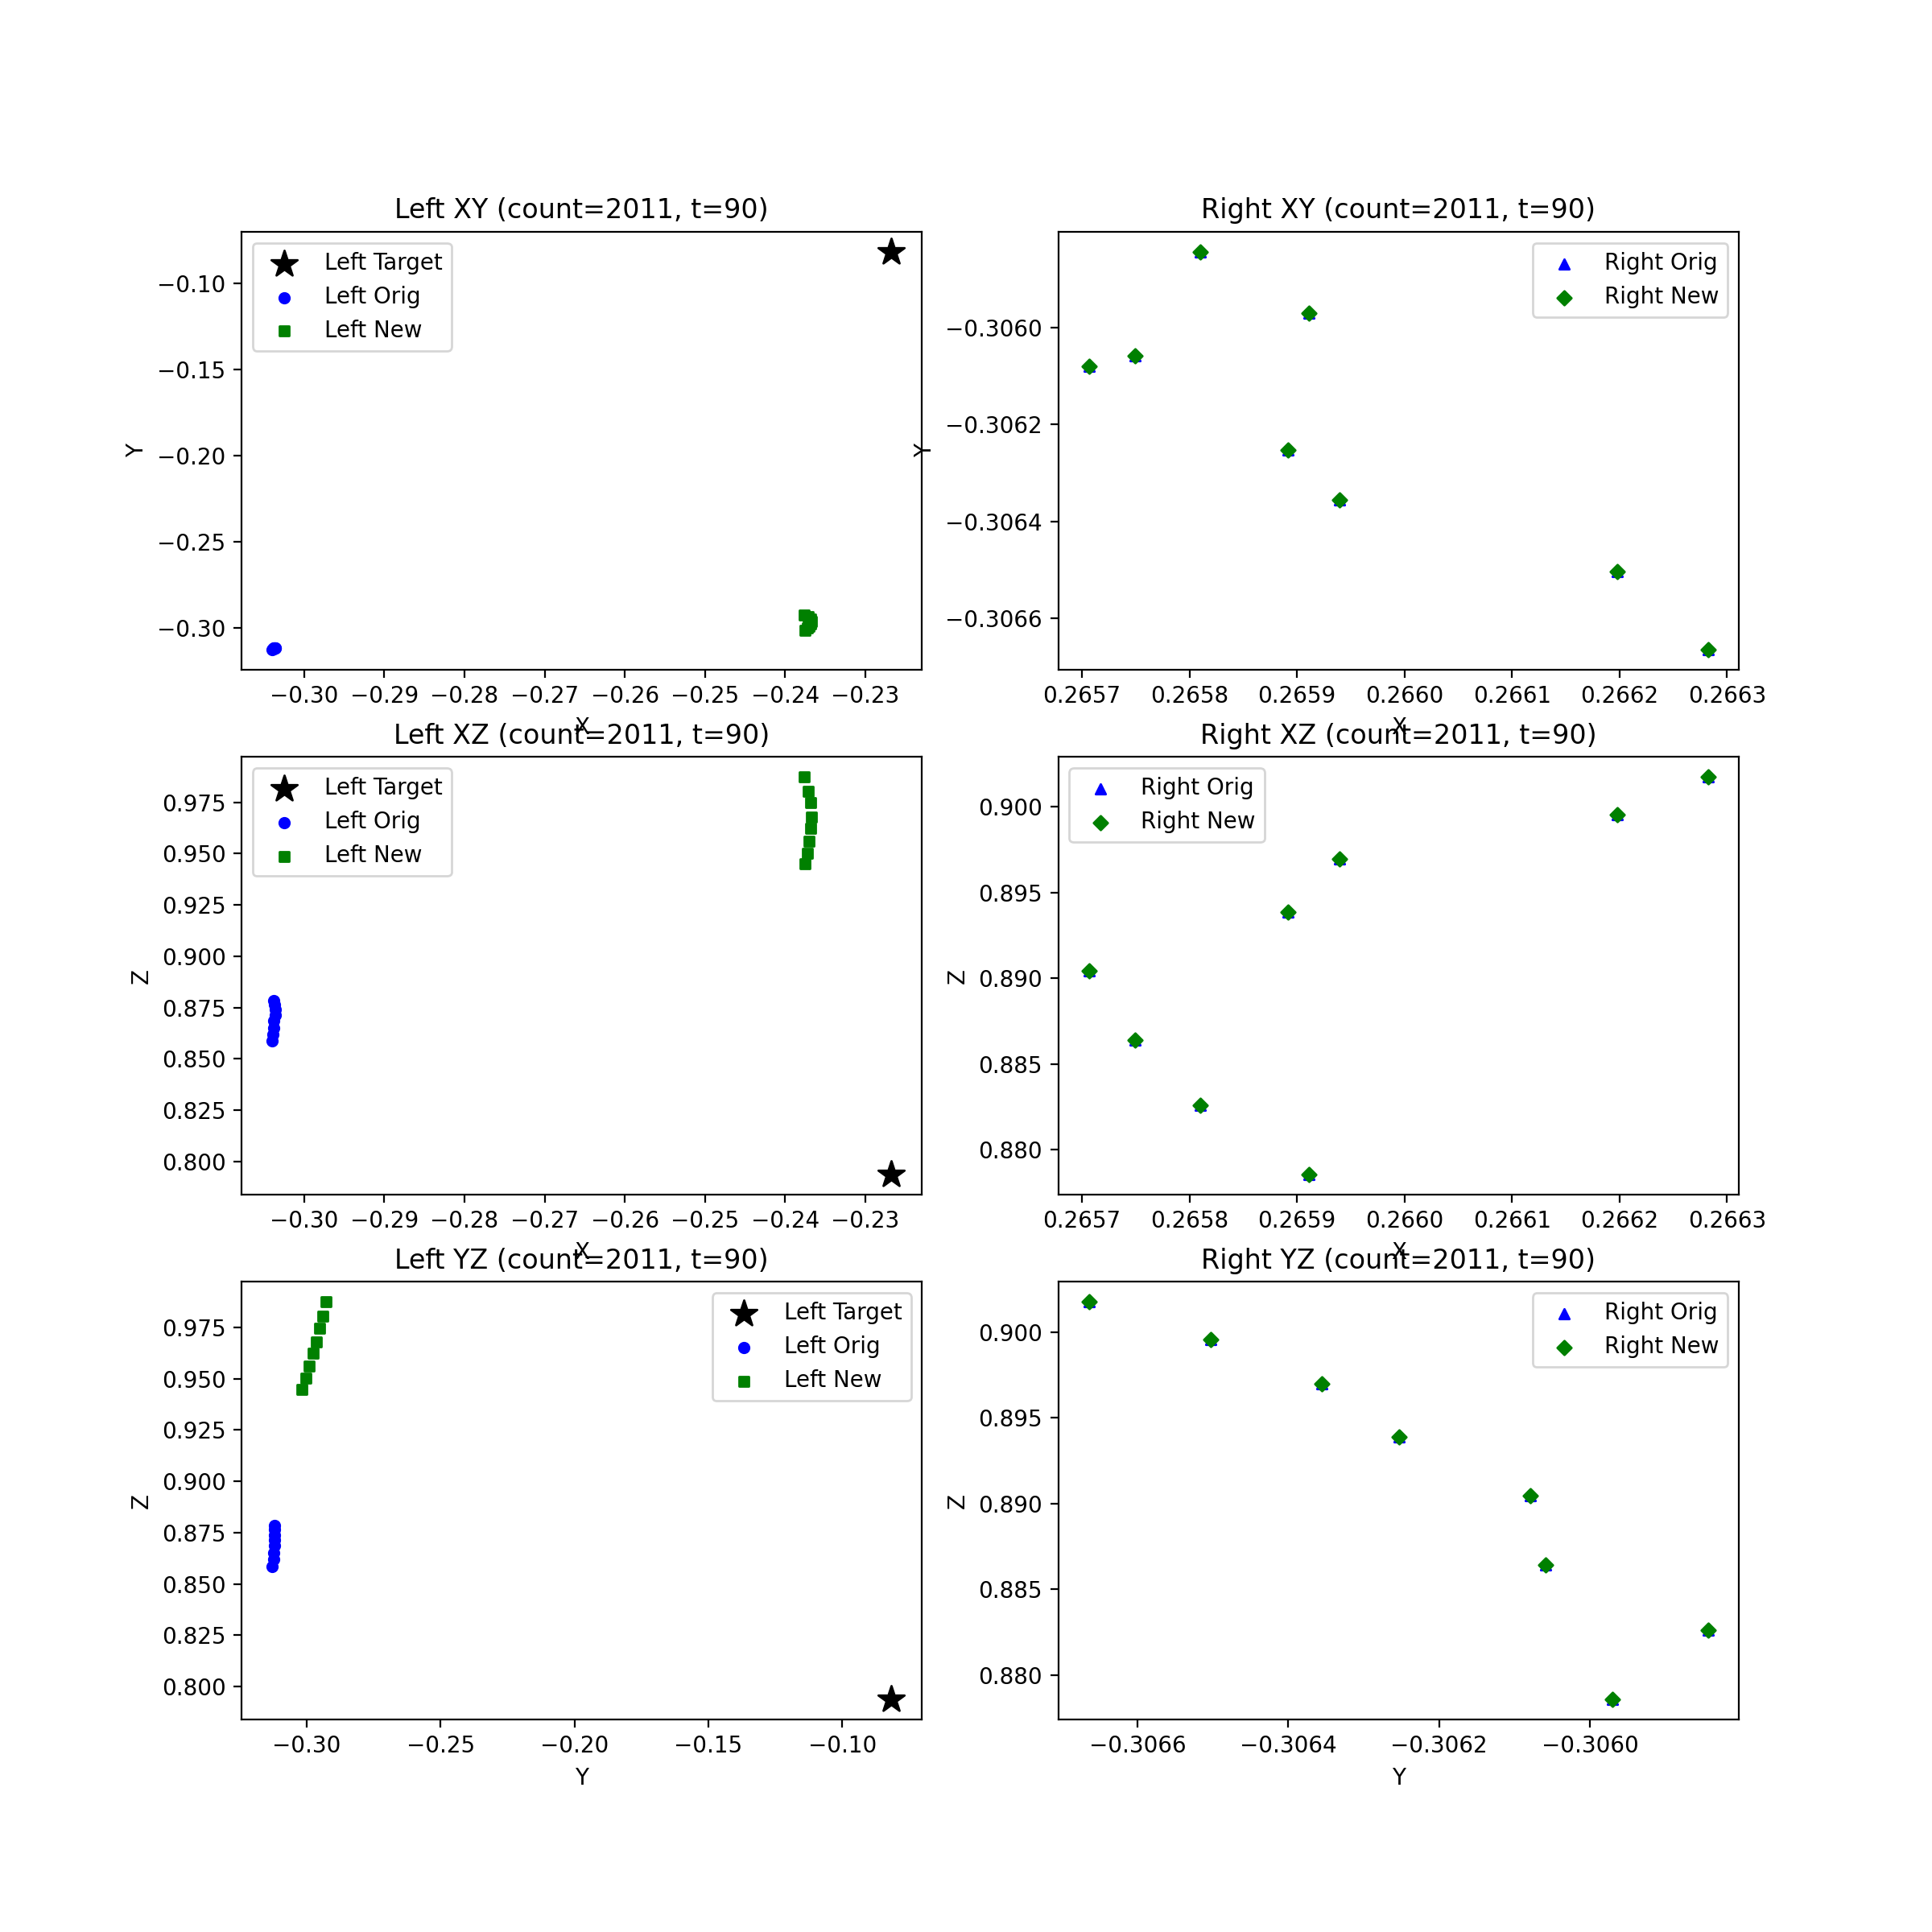 Left XY (count=2011, t=90)
Left Target
Left Orig
Left New
−0.10
−0.15
−0.20
−0.25
−0.30
Y
−0.30 −0.29 −0.28 −0.27 −0.26 −0.25 −0.24 −0.23
X
Right XY (count=2011, t=90)
Right Orig
Right New
−0.3060
−0.3062
−0.3064
−0.3066
Y
0.2657 0.2658 0.2659 0.2660 0.2661 0.2662 0.2663
X
Left XZ (count=2011, t=90)
Left Target
Left Orig
Left New
0.975
0.950
0.925
0.900
0.875
0.850
0.825
0.800
Z
−0.30 −0.29 −0.28 −0.27 −0.26 −0.25 −0.24 −0.23
X
Right XZ (count=2011, t=90)
Right Orig
Right New
0.900
0.895
0.890
0.885
0.880
Z
0.2657 0.2658 0.2659 0.2660 0.2661 0.2662 0.2663
X
Left YZ (count=2011, t=90)
Left Target
Left Orig
Left New
0.975
0.950
0.925
0.900
0.875
0.850
0.825
0.800
Z
−0.30 −0.25 −0.20 −0.15 −0.10
Y
Right YZ (count=2011, t=90)
Right Orig
Right New
0.900
0.895
0.890
0.885
0.880
Z
−0.3066 −0.3064 −0.3062 −0.3060
Y